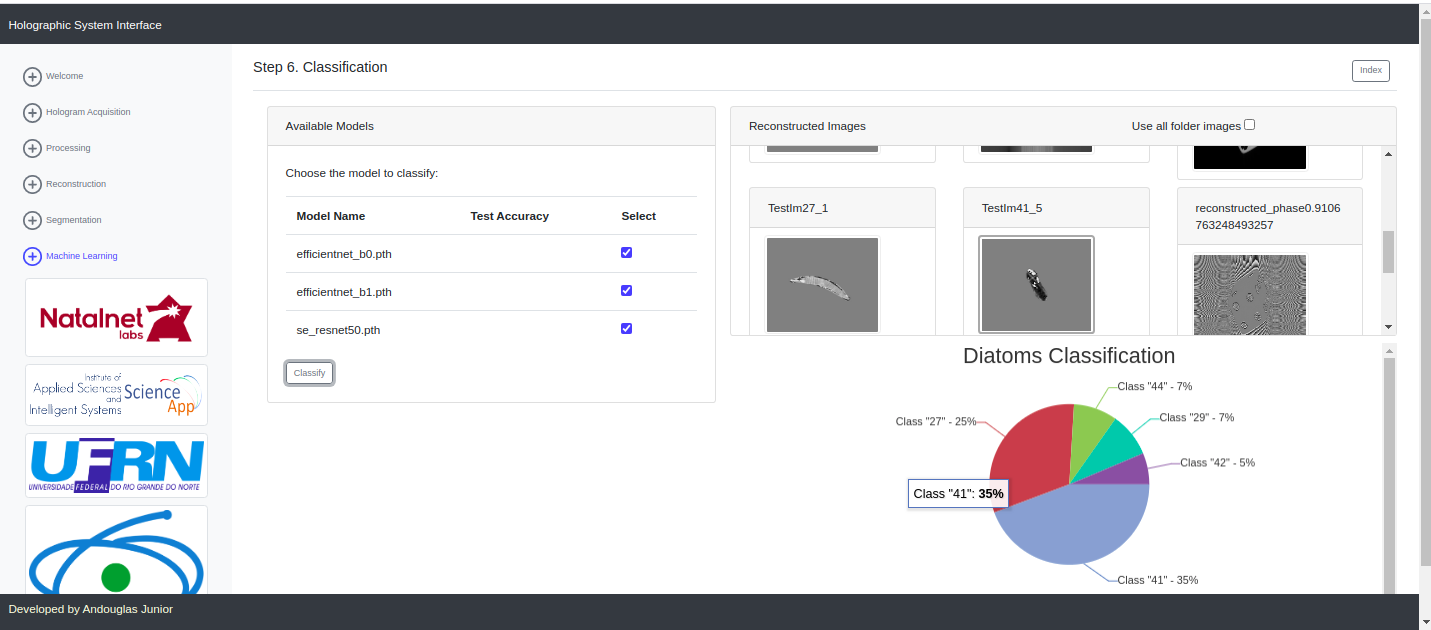 Holographic System Interface
Welcome
Hologram Acquisition
Processing
Reconstruction
Segmentation
Machine Learning
Natalnet
labs
Institute of
Applied Sciences
and
Intelligent Systems
Science
App
UFRN
UNIVERSIDADE FEDERAL DO RIO GRANDE DO NORTE
Step 6. Classification
Index
Available Models
Choose the model to classify:
Model Name Test Accuracy Select
efficientnet_b0.pth
efficientnet_b1.pth
se_resnet50.pth
Classify
Reconstructed Images Use all folder images
TestIm27_1
TestIm41_5
reconstructed_phase0.9106
763248493257
Diatoms Classification
Class "44" - 7%
Class "27" - 25%
Class "29" - 7%
Class "42" - 5%
Class "41": 35%
Class "41" - 35%
Developed by Andouglas Junior